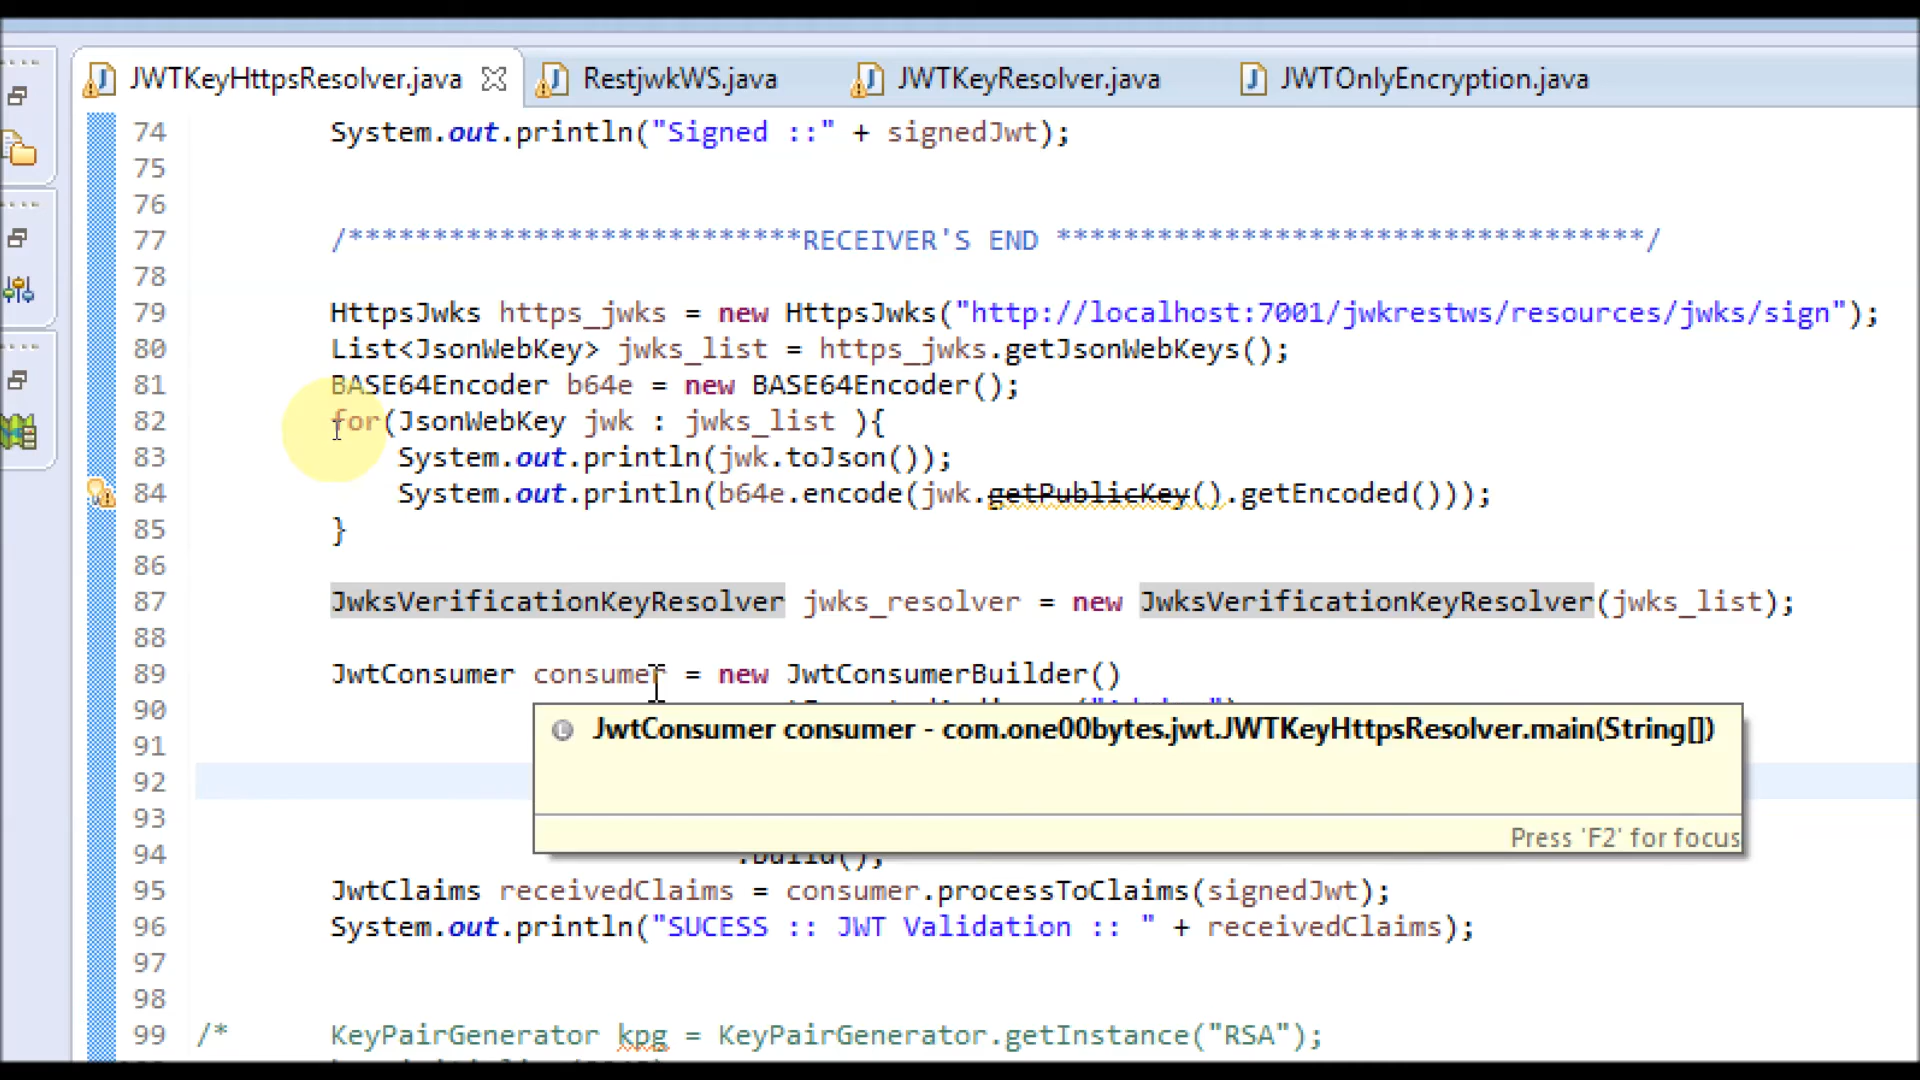 JWTKeyHttpsResolver.java RestjwkWS.java JWTKeyResolver.java JWTOnlyEncryption.java
74 System.out.println("Signed ::" + signedJwt);
75
76
77 /***************************RECEIVER'S END ***********************************/
78
79 HttpsJwks https_jwks = new HttpsJwks("http://localhost:7001/jwkrestws/resources/jwks/sign");
80 List<JsonWebKey> jwks_list = https_jwks.getJsonWebKeys();
81 BASE64Encoder b64e = new BASE64Encoder();
82 for(JsonWebKey jwk : jwks_list ){
83 System.out.println(jwk.toJson());
84 System.out.println(b64e.encode(jwk.getPublicKey().getEncoded()));
85 }
86
87 JwksVerificationKeyResolver jwks_resolver = new JwksVerificationKeyResolver(jwks_list);
88
89 JwtConsumer consumer = new JwtConsumerBuilder()
90
JwtConsumer consumer - com.one00bytes.jwt.JWTKeyHttpsResolver.main(String[])
91
92
93
Press 'F2' for focus
94 .build();
95 JwtClaims receivedClaims = consumer.processToClaims(signedJwt);
96 System.out.println("SUCESS :: JWT Validation :: " + receivedClaims);
97
98
99 /* KeyPairGenerator kpg = KeyPairGenerator.getInstance("RSA");